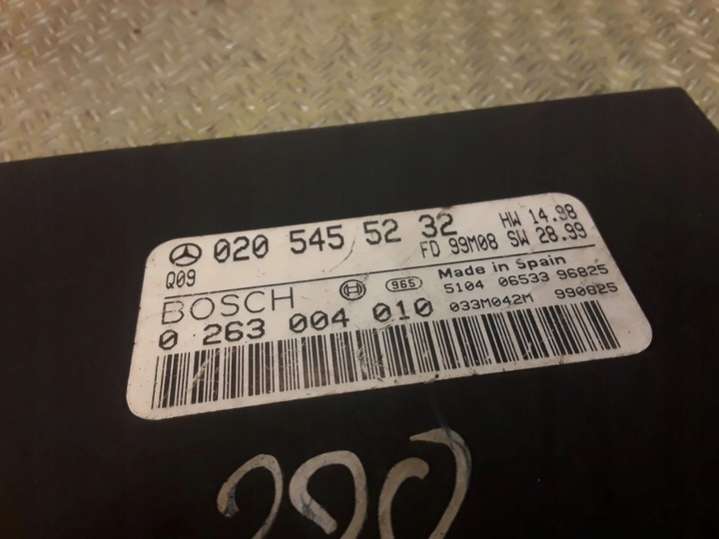 020 545 52 32 HW 14.98
Q09 FD 99M08 SW 28.99
BOSCH 965 Made in Spain
0 263 004 010 5104 06533 96825
033M042M 990825